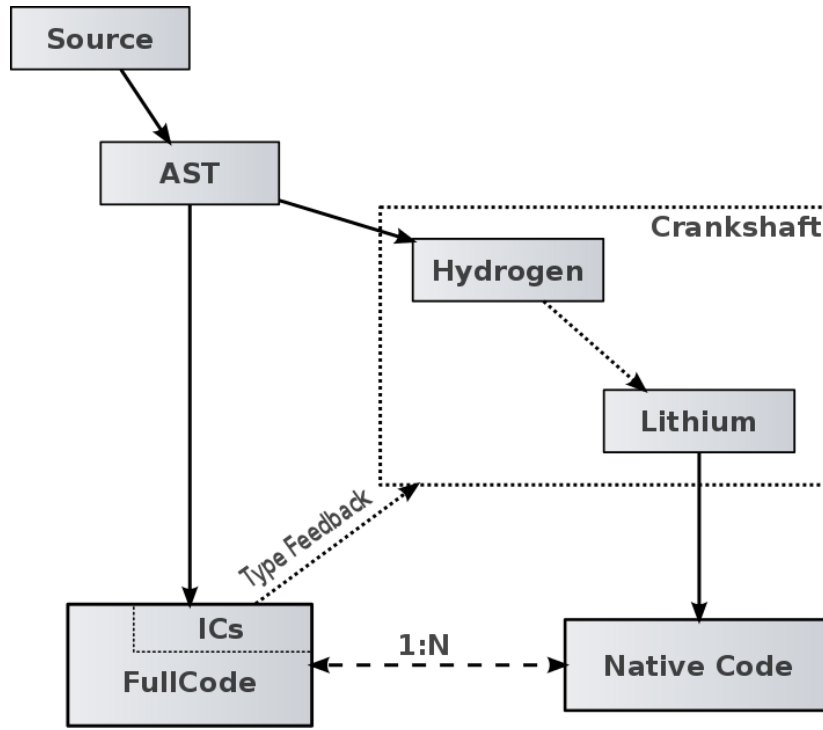 Source
AST
Crankshaft
Hydrogen
Lithium
Type Feedback
ICs
1:N
FullCode
Native Code